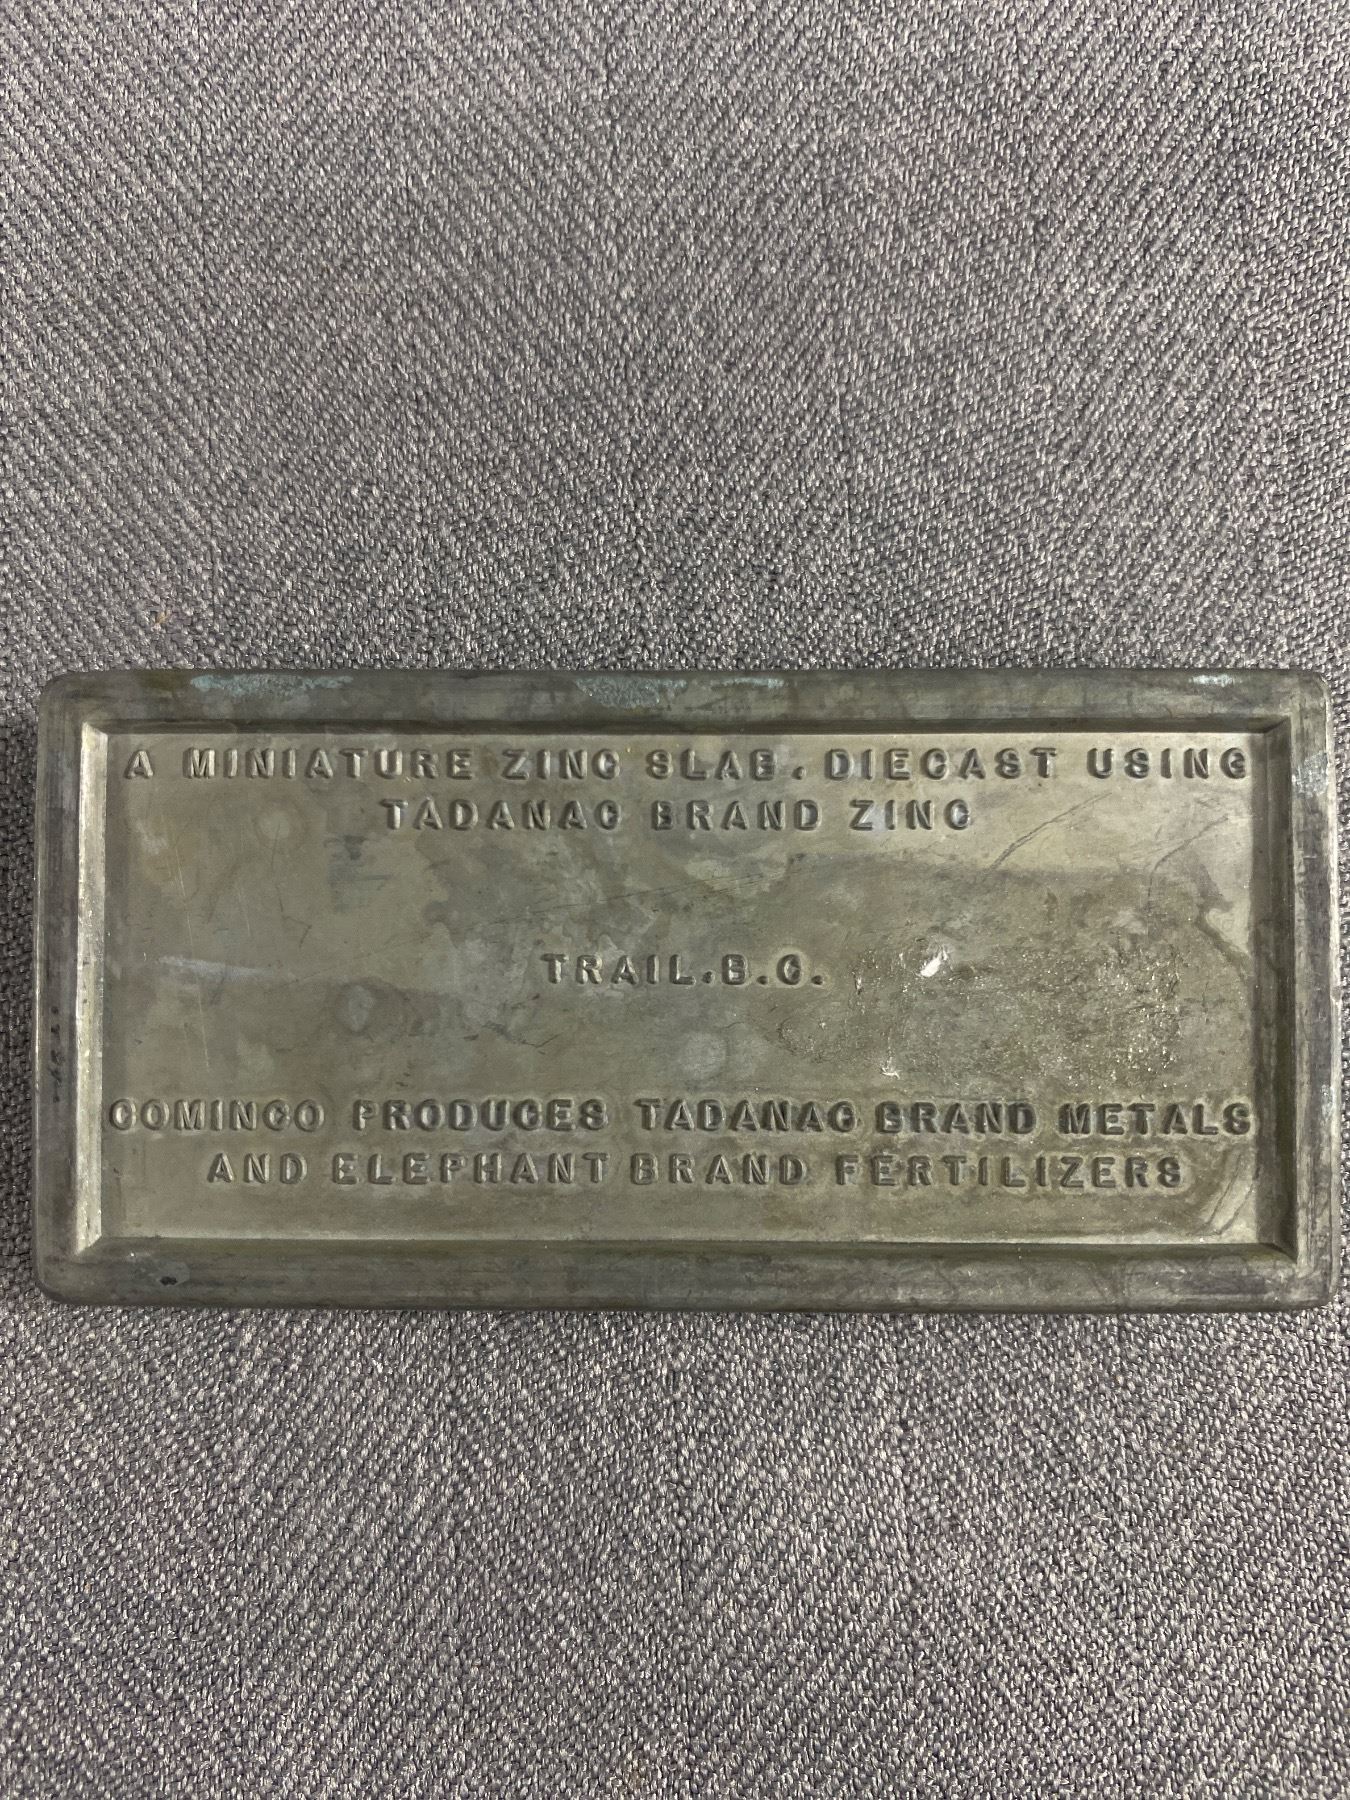 A MINIATURE ZINC SLAB. DIECAST USING
TADANAC BRAND ZINC
TRAIL.B.C.
COMINCO PRODUCES TADANAC BRAND METALS
AND ELEPHANT BRAND FERTILIZERS